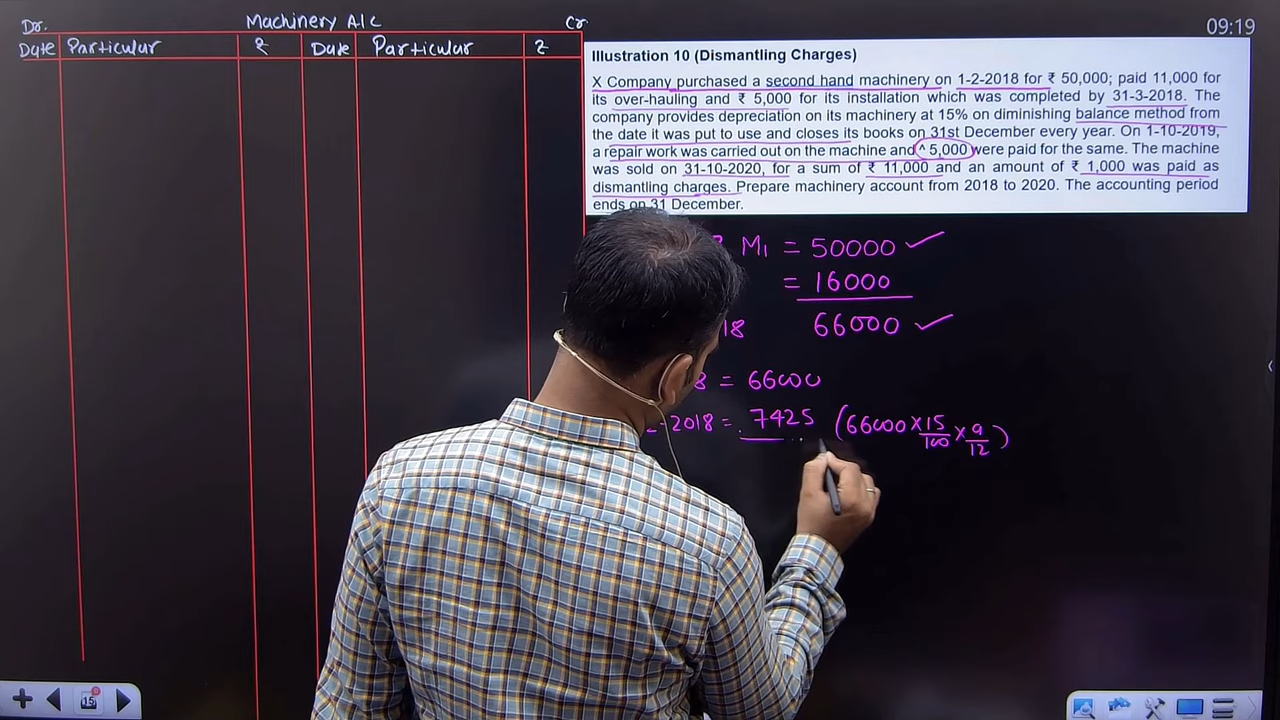 Dr. Machinery A/c Cr
Date Particular ₹ Date Particular ₹
09:19
Illustration 10 (Dismantling Charges)
X Company purchased a second hand machinery on 1-2-2018 for ₹ 50,000; paid 11,000 for
its over-hauling and ₹ 5,000 for its installation which was completed by 31-3-2018. The
company provides depreciation on its machinery at 15% on diminishing balance method from
the date it was put to use and closes its books on 31st December every year. On 1-10-2019,
a repair work was carried out on the machine and ^ 5,000 were paid for the same. The machine
was sold on 31-10-2020, for a sum of ₹ 11,000 and an amount of ₹ 1,000 was paid as
dismantling charges. Prepare machinery account from 2018 to 2020. The accounting period
ends on 31 December.
M1 = 50000 ✓
= 16000
18 66000 ✓
8 = 66000
2-2018 = 7425 (66000 × 15/100 × 9/12)
15